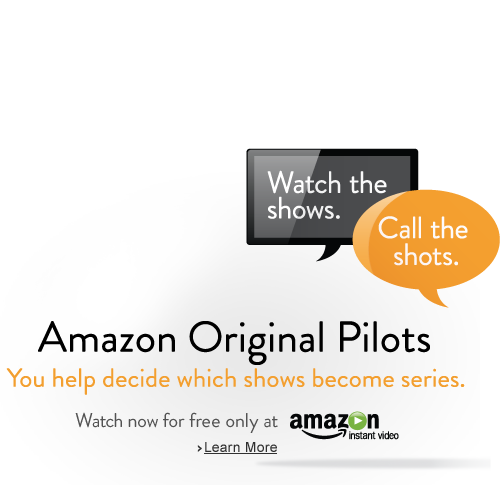 Watch the
shows.
Call the
shots.
Amazon Original Pilots
You help decide which shows become series.
Watch now for free only at amazon
instant video
›Learn More